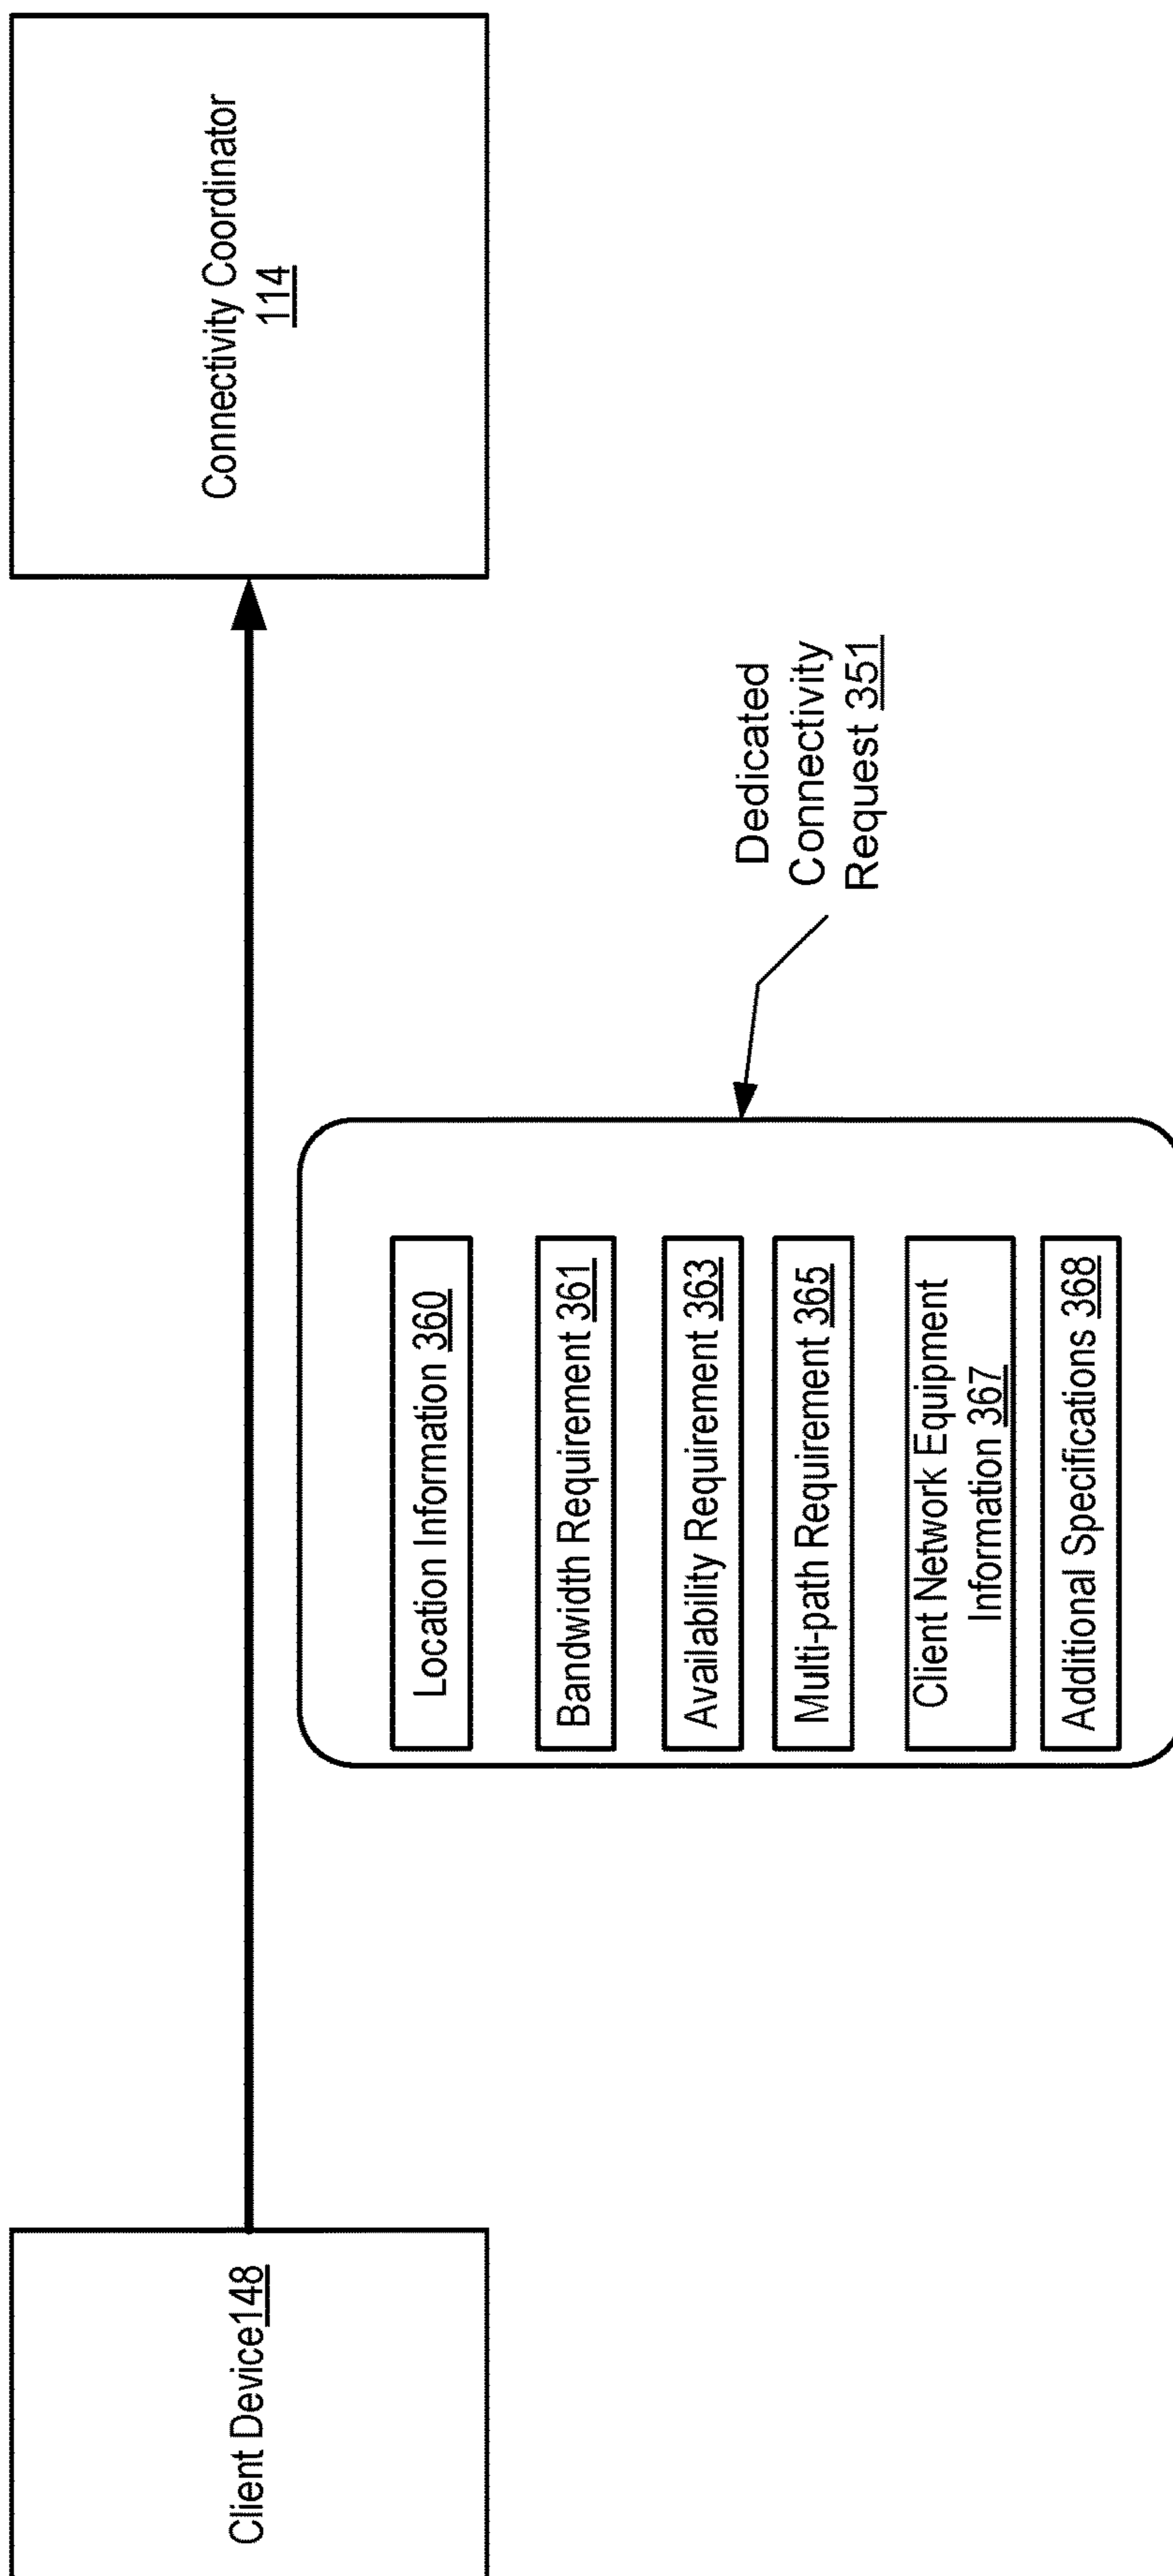 Client Device148
Connectivity Coordinator
114
Location Information 360
Bandwidth Requirement 361
Availability Requirement 363
Multi-path Requirement 365
Client Network Equipment
Information 367
Additional Specifications 368
Dedicated
Connectivity
Request 351